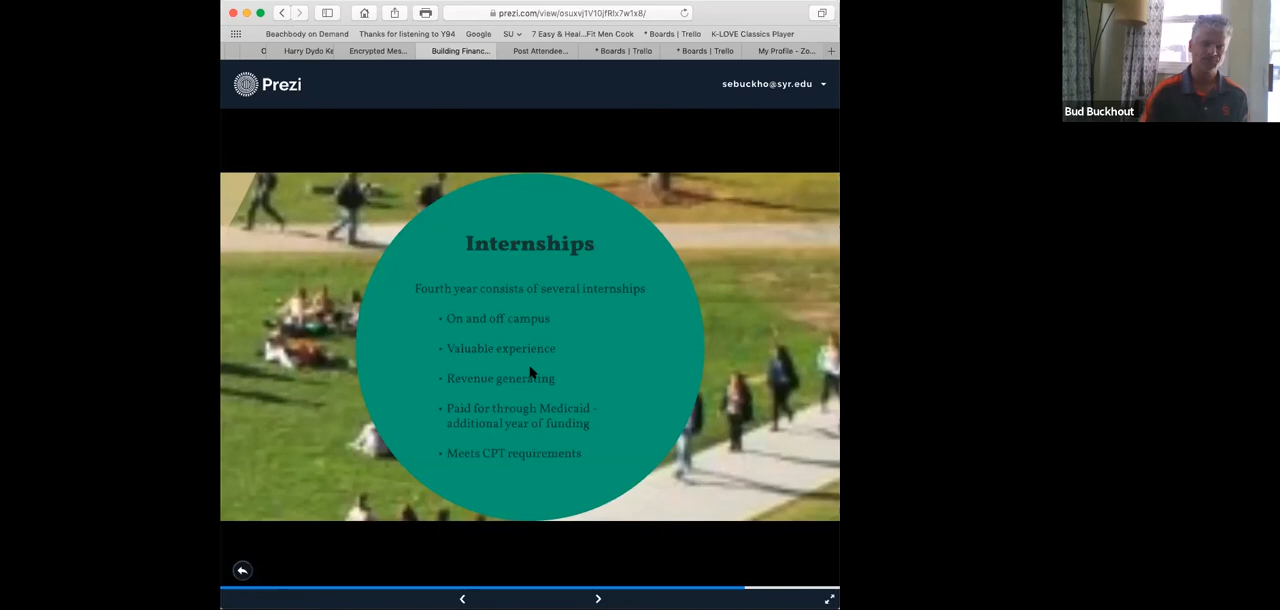 prezi.com/view/osuxvj1V10jfRlx7w1x8/
Beachbody on Demand
Thanks for listening to Y94
Google
SU
7 Easy & Heal...Fit Men Cook
* Boards | Trello
K-LOVE Classics Player
Harry Dydo Ke
Encrypted Mes...
Building Financ...
Post Attendee...
* Boards | Trello
* Boards | Trello
My Profile - Zo...
Prezi
sebuckho@syr.edu
Bud Buckhout
Internships
Fourth year consists of several internships
• On and off campus
• Valuable experience
• Revenue generating
• Paid for through Medicaid -
additional year of funding
• Meets CPT requirements